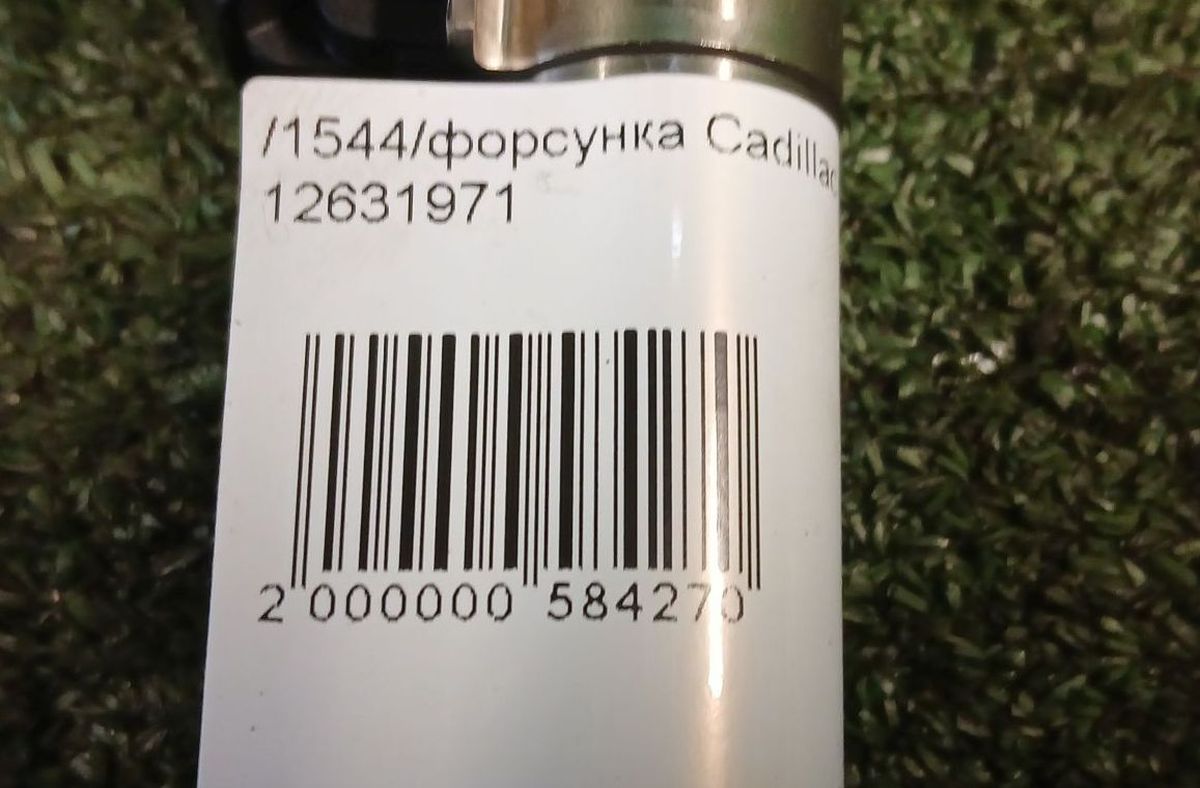 /1544/форсунка Cadillac
12631971
2 000000 584270